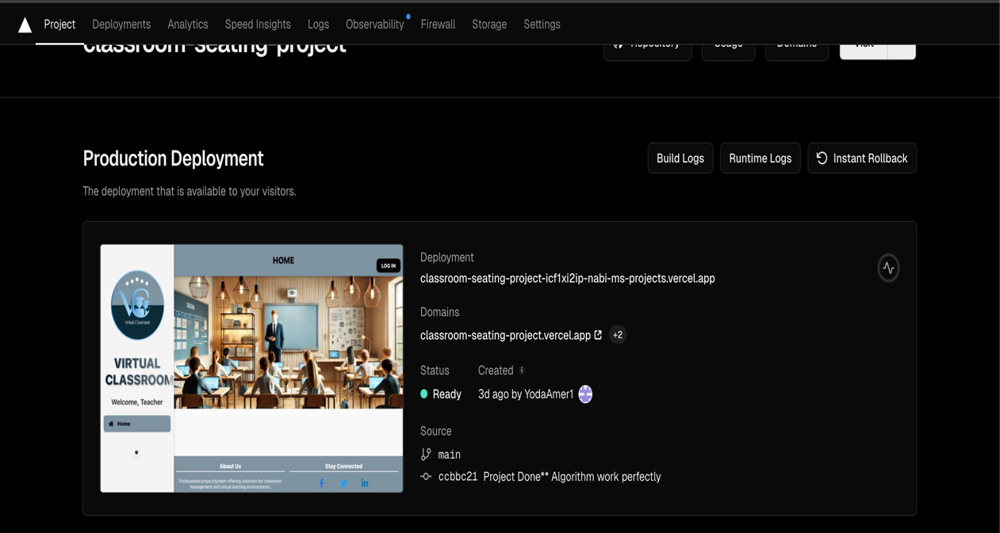 Project Deployments Analytics Speed Insights Logs Observability Firewall Storage Settings
classroom-seating-project Repository Usage Domains Visit
Production Deployment
Build Logs Runtime Logs Instant Rollback
The deployment that is available to your visitors.
HOME
LOG IN
Virtual Classroom
VIRTUAL
CLASSROOM
Welcome, Teacher
Home
About Us
Stay Connected
Professional project/system offering solutions for classroom
management and virtual learning environments.
Deployment
classroom-seating-project-icf1xi2ip-nabi-ms-projects.vercel.app
Domains
classroom-seating-project.vercel.app +2
Status Created
Ready 3d ago by YodaAmer1
Source
main
ccbbc21 Project Done** Algorithm work perfectly